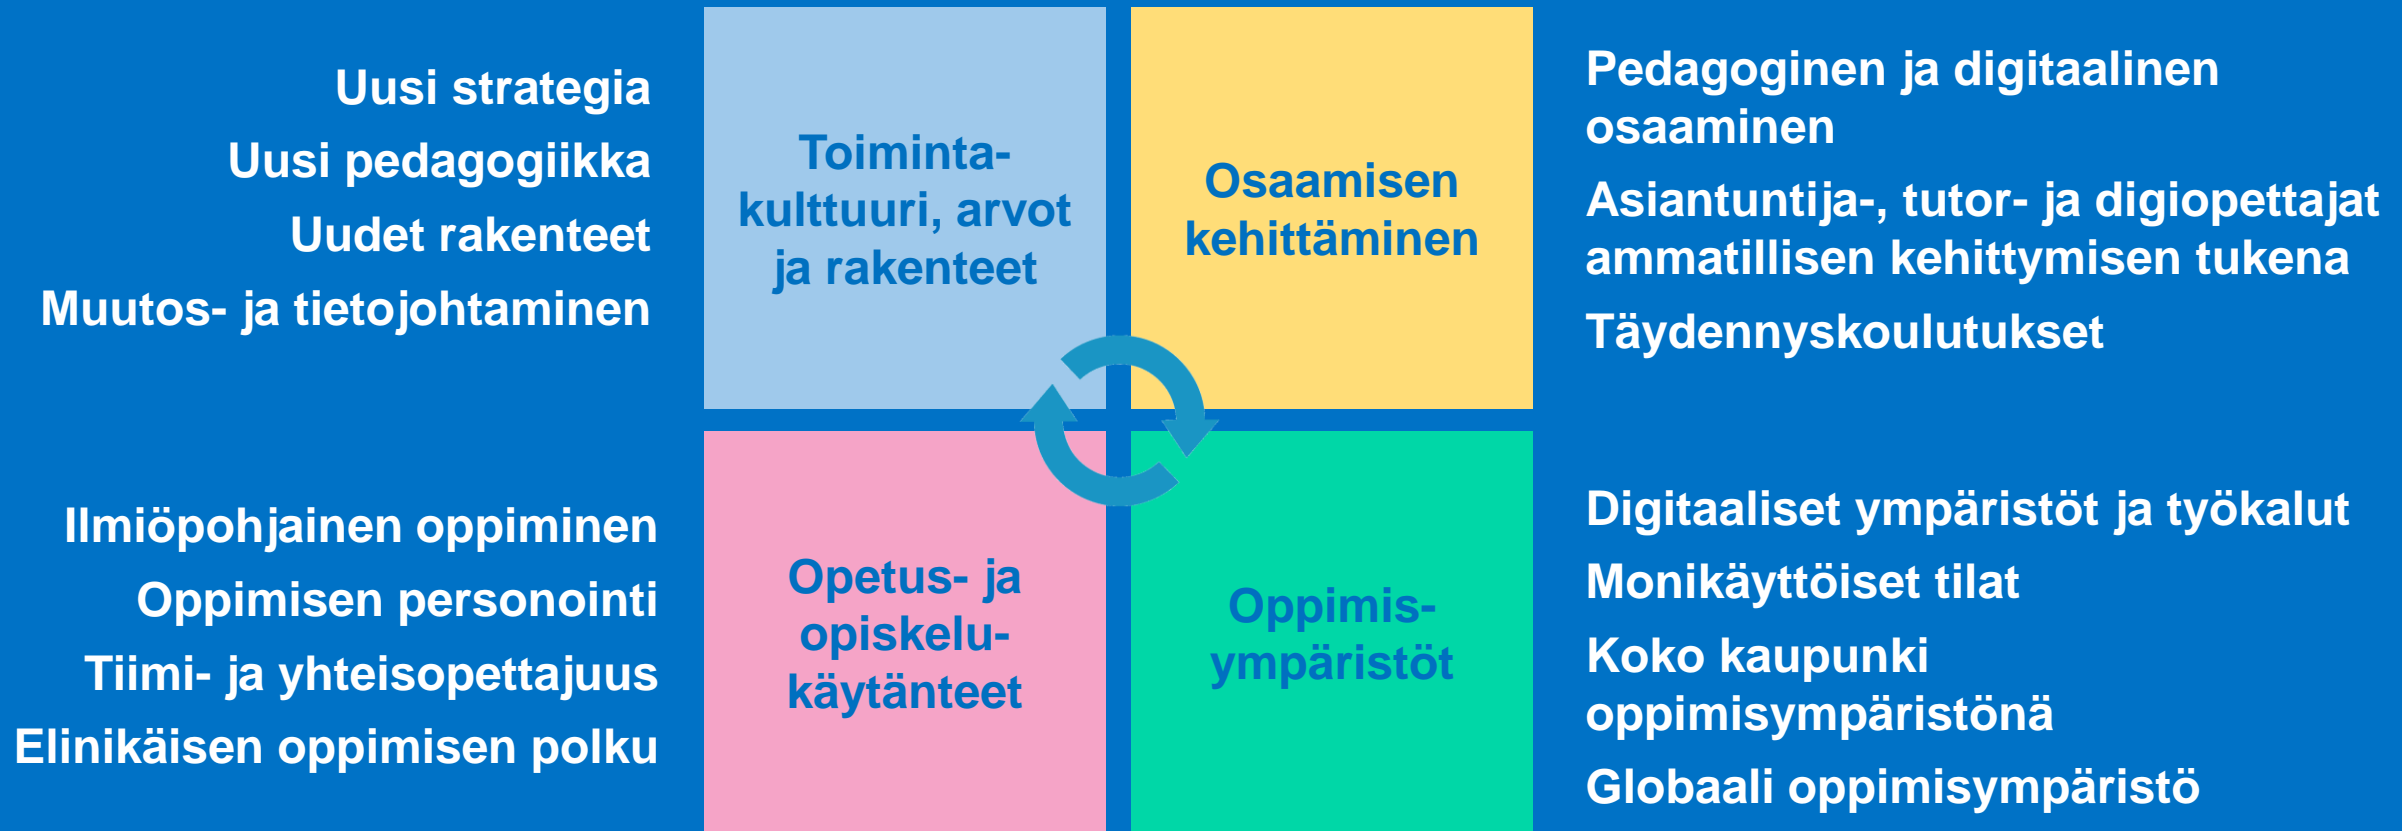 Uusi strategia
Uusi pedagogiikka
Uudet rakenteet
Muutos- ja tietojohtaminen
Toiminta-
kulttuuri, arvot
ja rakenteet
Osaamisen
kehittäminen
Pedagoginen ja digitaalinen
osaaminen
Asiantuntija-, tutor- ja digiopettajat
ammatillisen kehittymisen tukena
Täydennyskoulutukset
Ilmiöpohjainen oppiminen
Oppimisen personointi
Tiimi- ja yhteisopettajuus
Elinikäisen oppimisen polku
Opetus- ja
opiskelu-
käytänteet
Oppimis-
ympäristöt
Digitaaliset ympäristöt ja työkalut
Monikäyttöiset tilat
Koko kaupunki
oppimisympäristönä
Globaali oppimisympäristö